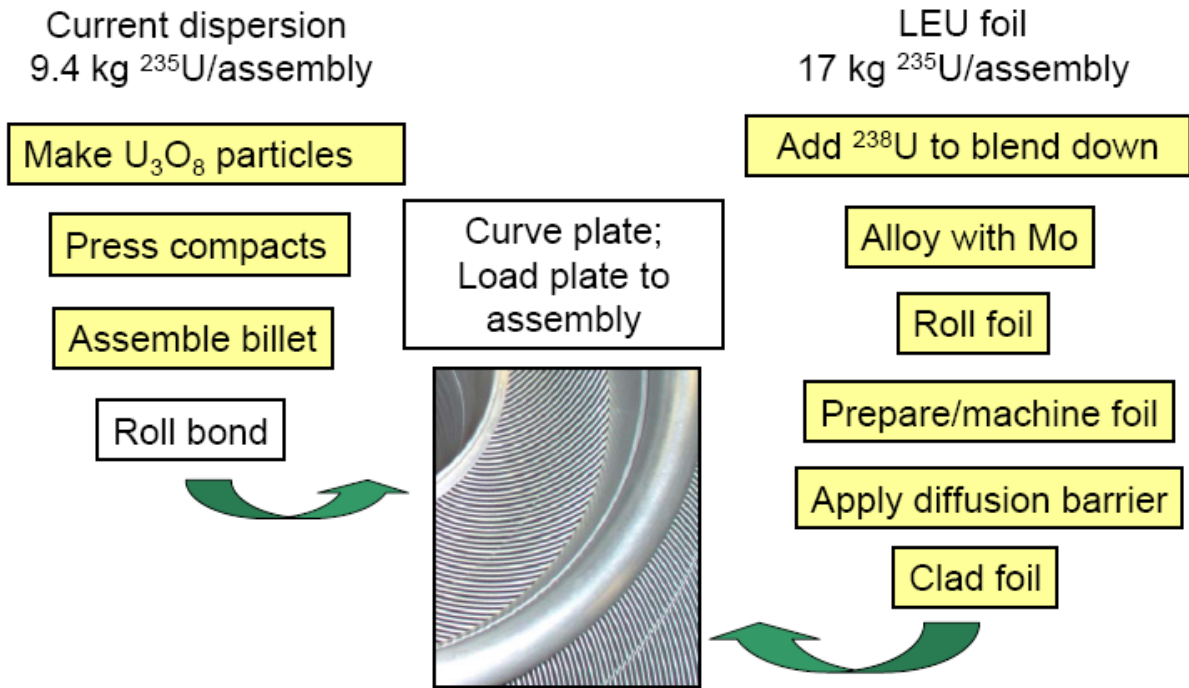 Current dispersion
9.4 kg ²³⁵U/assembly
Make U₃O₈ particles
Press compacts
Assemble billet
Roll bond
Curve plate;
Load plate to
assembly
LEU foil
17 kg ²³⁵U/assembly
Add ²³⁸U to blend down
Alloy with Mo
Roll foil
Prepare/machine foil
Apply diffusion barrier
Clad foil